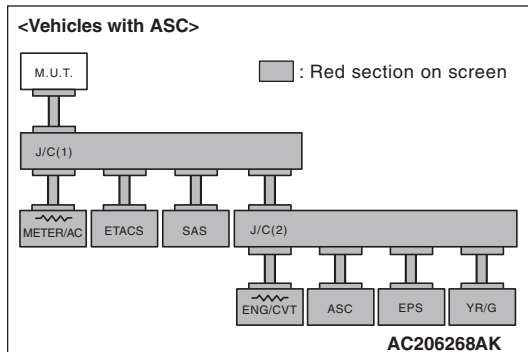 <Vehicles with ASC>
M.U.T.
: Red section on screen
J/C(1)
METER/AC ETACS SAS J/C(2)
ENG/CVT ASC EPS YR/G
AC206268AK